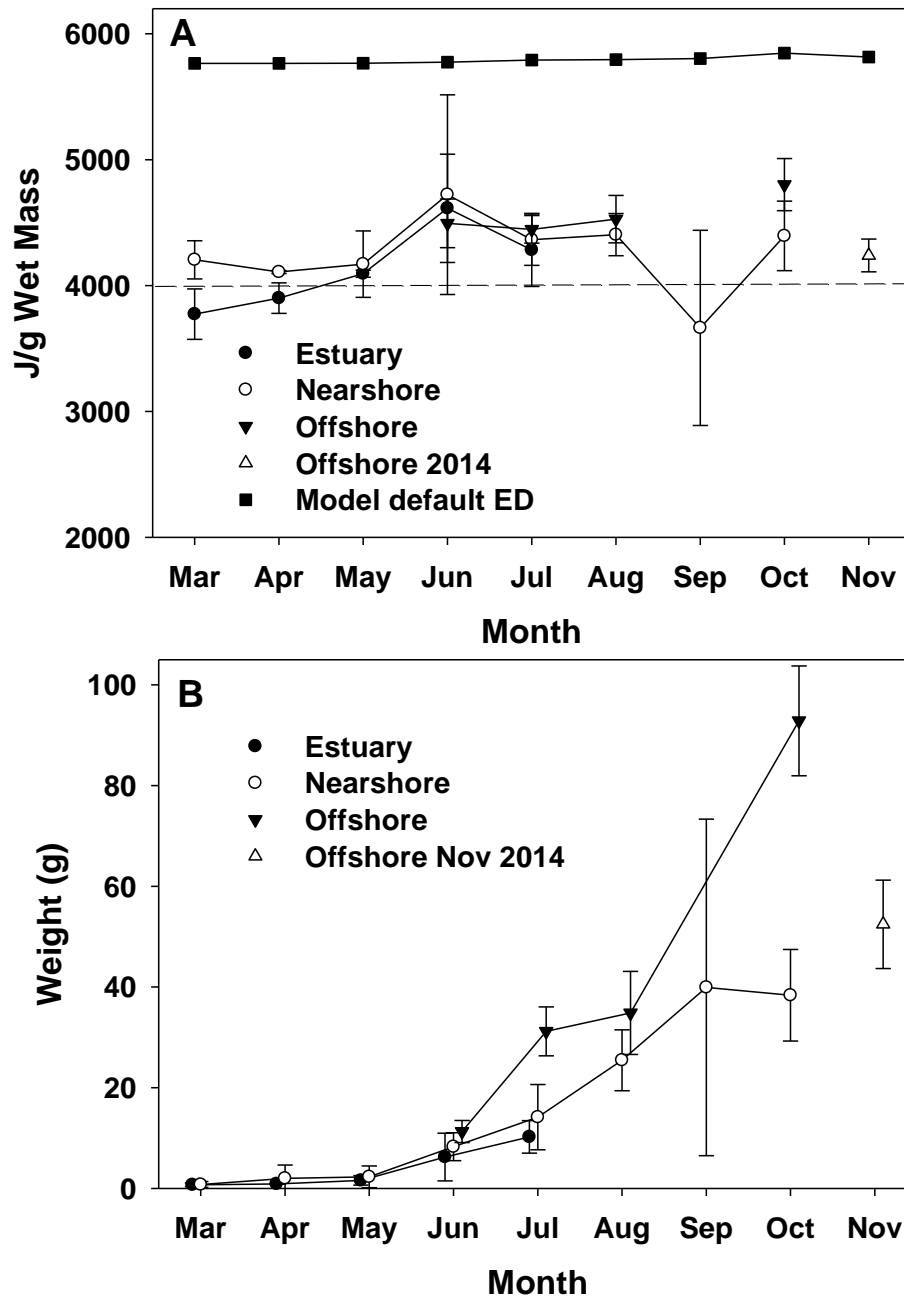 A
6000
5000
4000
3000
2000
J/g Wet Mass
Estuary
Nearshore
Offshore
Offshore 2014
Model default ED
Mar Apr May Jun Jul Aug Sep Oct Nov
Month
B
100
80
60
40
20
0
Weight (g)
Estuary
Nearshore
Offshore
Offshore Nov 2014
Mar Apr May Jun Jul Aug Sep Oct Nov
Month